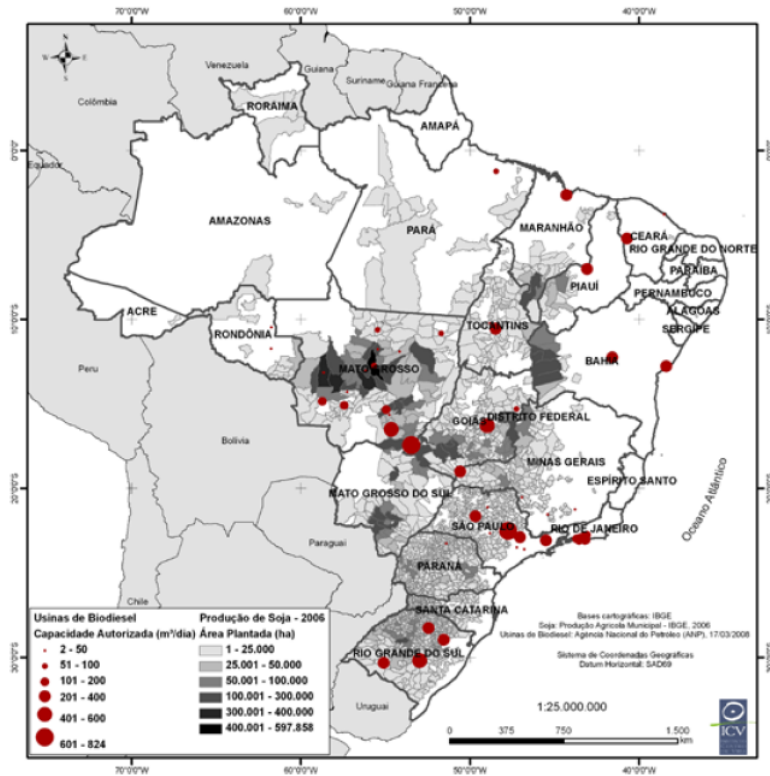 70°0'0"W 60°0'0"W 50°0'0"W 40°0'0"W
N
W E
S
Venezuela
Guiana
Suriname
Guiana Francesa
Colômbia
RORAIMA
AMAPÁ
0°0'0"
Equador
AMAZONAS
PARÁ
MARANHÃO
CEARÁ
RIO GRANDE DO NORTE
PARAÍBA
PIAUÍ
PERNAMBUCO
ALAGOAS
SERGIPE
ACRE
RONDÔNIA
TOCANTINS
BAHIA
Peru
MATO GROSSO
GOIÁS
DISTRITO FEDERAL
Bolívia
MINAS GERAIS
ESPÍRITO SANTO
MATO GROSSO DO SUL
SÃO PAULO
RIO DE JANEIRO
Oceano Atlântico
Paraguai
PARANÁ
Chile
SANTA CATARINA
RIO GRANDE DO SUL
Uruguai
Usinas de Biodiesel
Capacidade Autorizada (m³/dia)
2 - 50
51 - 100
101 - 200
201 - 400
401 - 600
601 - 824
Produção de Soja - 2006
Área Plantada (ha)
1 - 25.000
25.001 - 50.000
50.001 - 100.000
100.001 - 300.000
300.001 - 400.000
400.001 - 597.858
Bases cartográficas: IBGE
Soja: Produção Agrícola Municipal - IBGE, 2006
Usinas de Biodiesel: Agência Nacional do Petróleo (ANP), 17/03/2008
Sistema de Coordenadas Geográficas
Datum Horizontal: SAD69
1:25.000.000
0 375 750 1.500
km
ICV
70°0'0"W 60°0'0"W 50°0'0"W 40°0'0"W